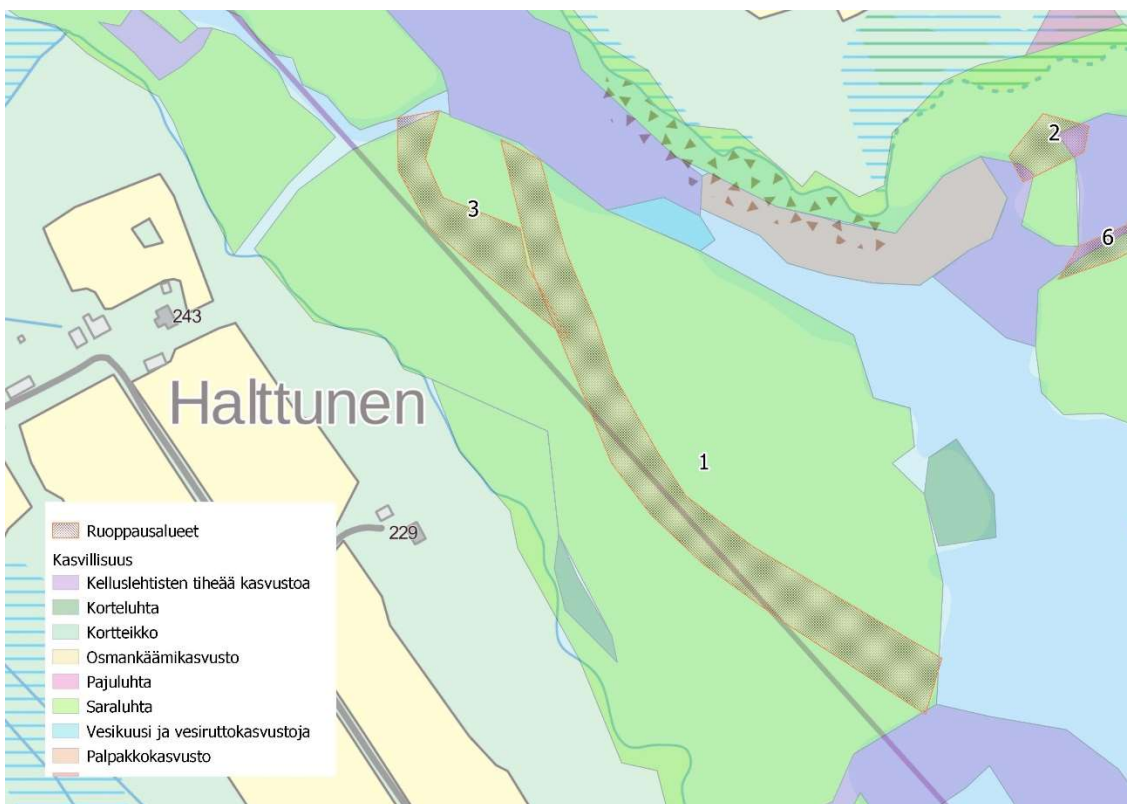 2
3
6
243
Halttunen
1
229
Ruoppausalueet
Kasvillisuus
Kelluslehtisten tiheää kasvustoa
Korteluhta
Korteikko
Osmankäämikasvusto
Pajuluhta
Saraluhta
Vesikuusi ja vesiruttokasvustoja
Palpakkokasvusto